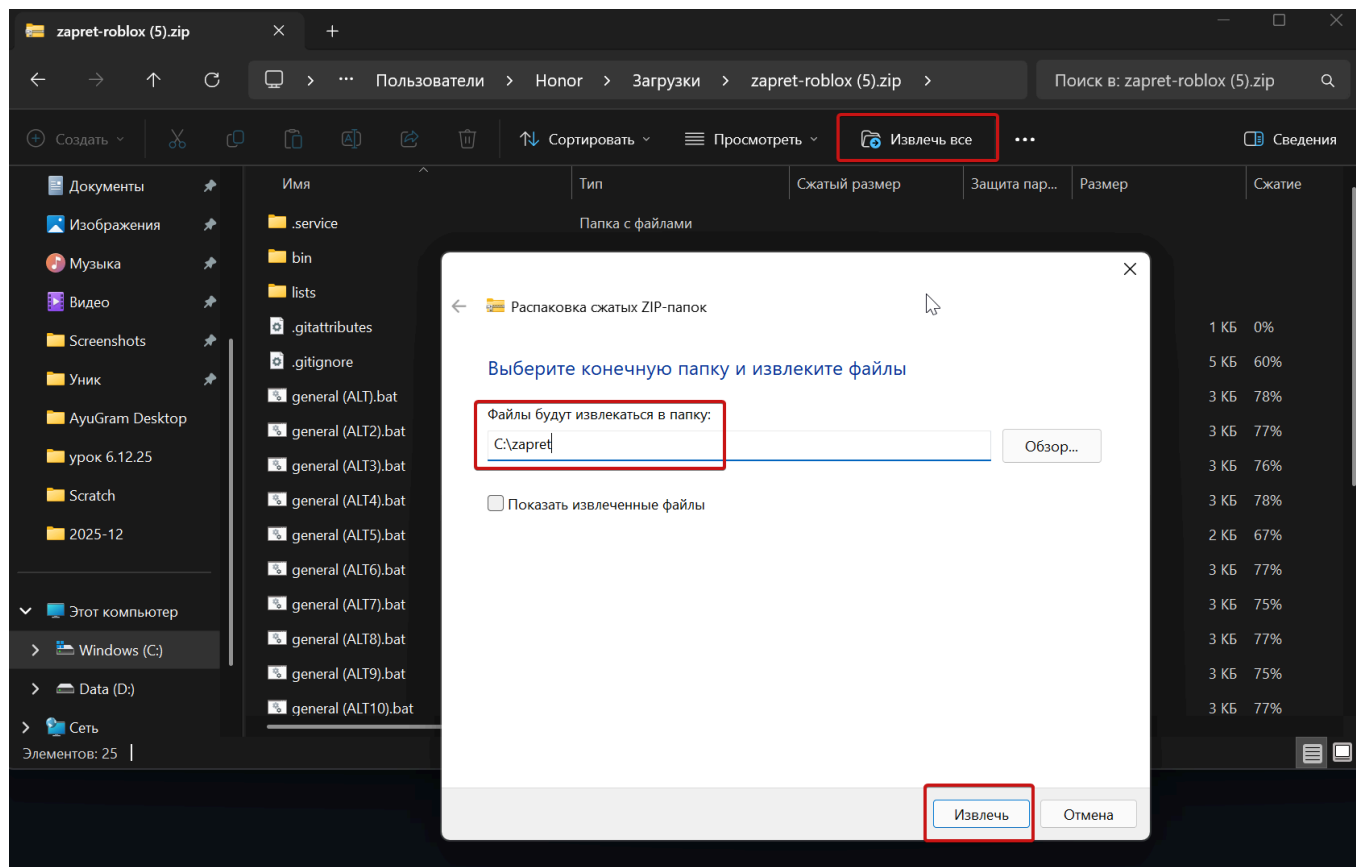 zapret-roblox (5).zip
Пользователи > Honor > Загрузки > zapret-roblox (5).zip >
Поиск в: zapret-roblox (5).zip
Создать
Сортировать
Просмотреть
Извлечь все
Сведения
Документы
Изображения
Музыка
Видео
Screenshots
Уник
AyuGram Desktop
урок 6.12.25
Scratch
2025-12
Этот компьютер
Windows (C:)
Data (D:)
Сеть
Элементов: 25
Имя Тип Сжатый размер Защита пар... Размер Сжатие
.service Папка с файлами
bin
lists
.gitattributes 1 КБ 0%
.gitignore 5 КБ 60%
general (ALT).bat 3 КБ 78%
general (ALT2).bat 3 КБ 77%
general (ALT3).bat 3 КБ 76%
general (ALT4).bat 3 КБ 78%
general (ALT5).bat 2 КБ 67%
general (ALT6).bat 3 КБ 77%
general (ALT7).bat 3 КБ 75%
general (ALT8).bat 3 КБ 77%
general (ALT9).bat 3 КБ 75%
general (ALT10).bat 3 КБ 77%
Распаковка сжатых ZIP-папок
Выберите конечную папку и извлеките файлы
Файлы будут извлекаться в папку:
C:\zapret
Обзор...
Показать извлеченные файлы
Извлечь
Отмена